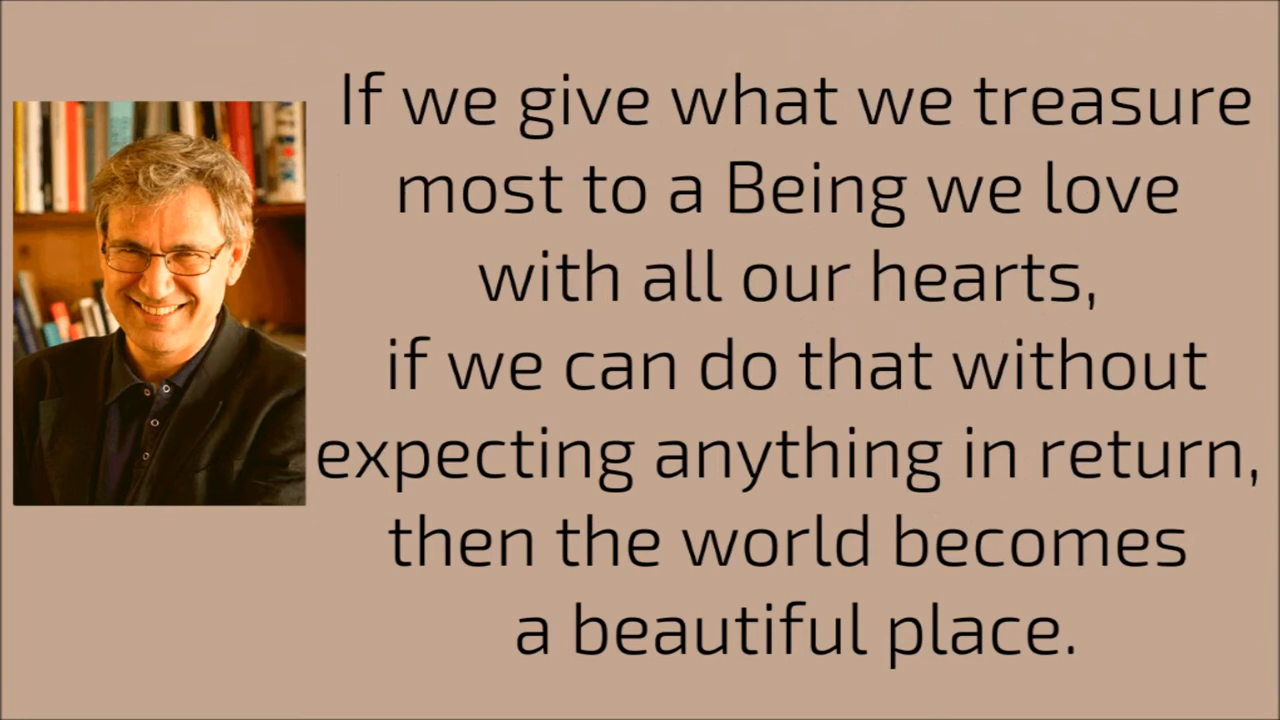 If we give what we treasure
most to a Being we love
with all our hearts,
if we can do that without
expecting anything in return,
then the world becomes
a beautiful place.